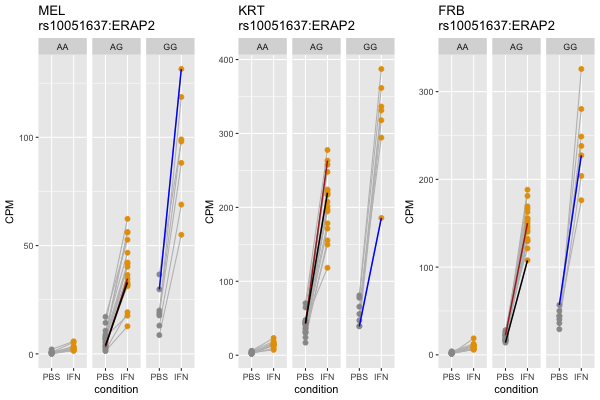 MEL
rs10051637:ERAP2
AA AG GG
CPM
100
50
0
PBS IFN PBS IFN PBS IFN
condition
KRT
rs10051637:ERAP2
AA AG GG
CPM
400
300
200
100
0
PBS IFN PBS IFN PBS IFN
condition
FRB
rs10051637:ERAP2
AA AG GG
CPM
300
200
100
0
PBS IFN PBS IFN PBS IFN
condition